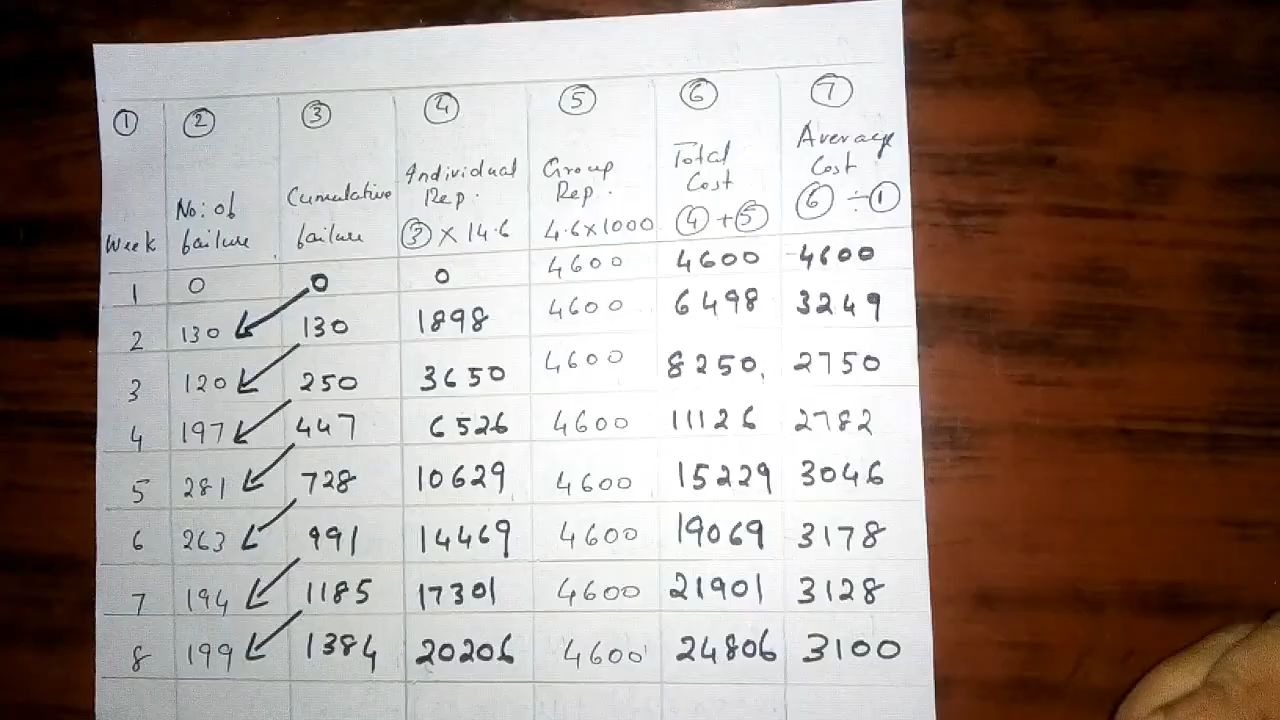 ① ② ③ ④ ⑤ ⑥ ⑦
Week No: of failure Cumulative failure Individual Rep. ③ × 14.6 Group Rep. 4.6×1000 Total Cost ④ + ⑤ Average Cost ⑥ ÷ ①
1 0 0 0 4600 4600 4600
2 130 130 1898 4600 6498 3249
3 120 250 3650 4600 8250 2750
4 197 447 6526 4600 11126 2782
5 281 728 10629 4600 15229 3046
6 263 991 14469 4600 19069 3178
7 194 1185 17301 4600 21901 3128
8 199 1384 20206 4600 24806 3100